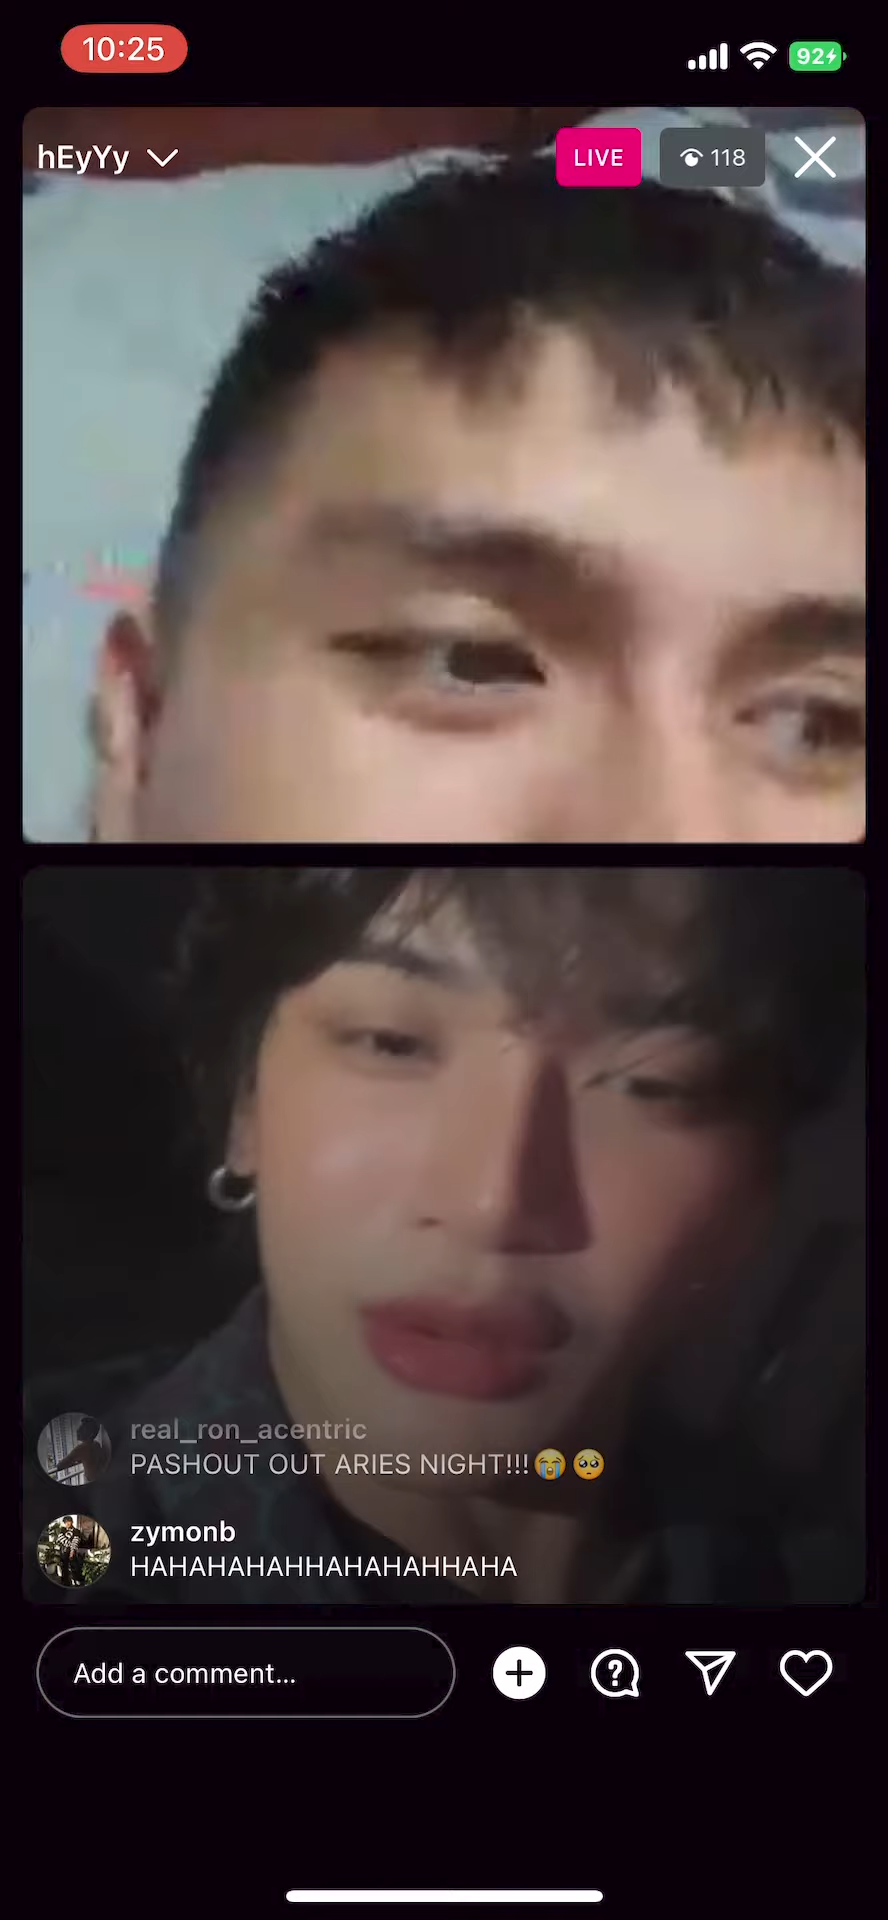 10:25
92
hEyYy
LIVE
118
real_ron_acentric
PASHOUT OUT ARIES NIGHT!!!😭🥺
zymonb
HAHAHAHAHHAHAHAHHAHA
Add a comment...